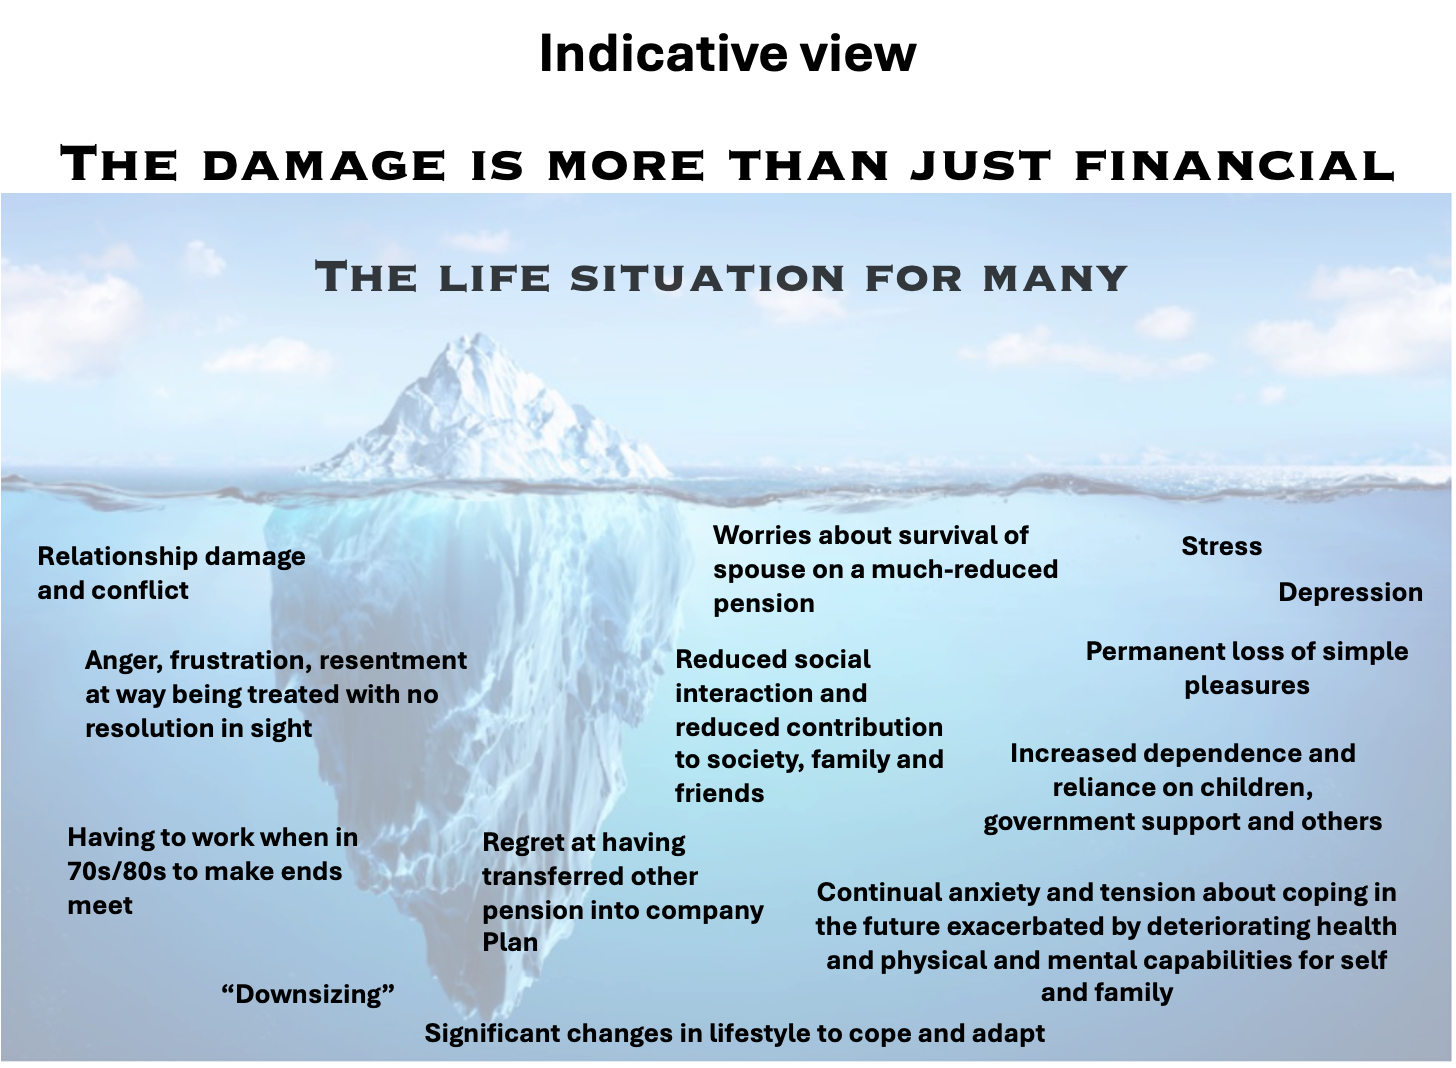 Indicative view
The damage is more than just financial
The life situation for many
Relationship damage
and conflict
Worries about survival of
spouse on a much-reduced
pension
Stress
Depression
Anger, frustration, resentment
at way being treated with no
resolution in sight
Reduced social
interaction and
reduced contribution
to society, family and
friends
Permanent loss of simple
pleasures
Increased dependence and
reliance on children,
government support and others
Having to work when in
70s/80s to make ends
meet
Regret at having
transferred other
pension into company
Plan
Continual anxiety and tension about coping in
the future exacerbated by deteriorating health
and physical and mental capabilities for self
and family
“Downsizing”
Significant changes in lifestyle to cope and adapt